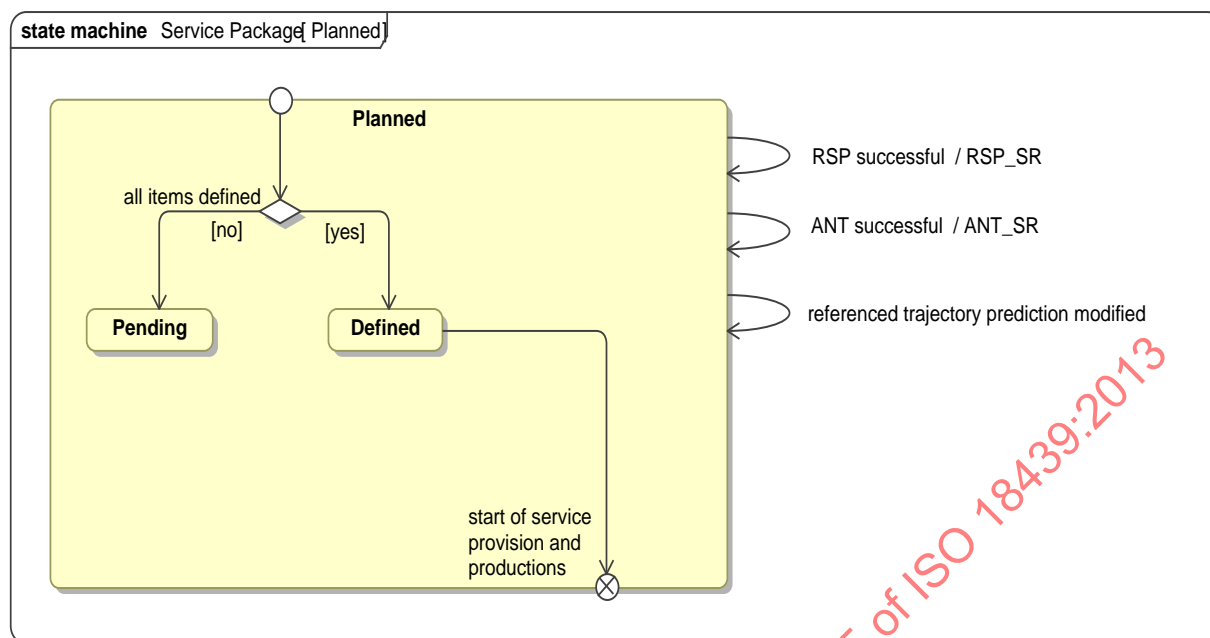 state machine Service Package[ Planned]
Planned
RSP successful / RSP_SR
all items defined
[no]
[yes]
ANT successful / ANT_SR
Pending
Defined
referenced trajectory prediction modified
start of service
provision and
productions
of ISO 18439:2013